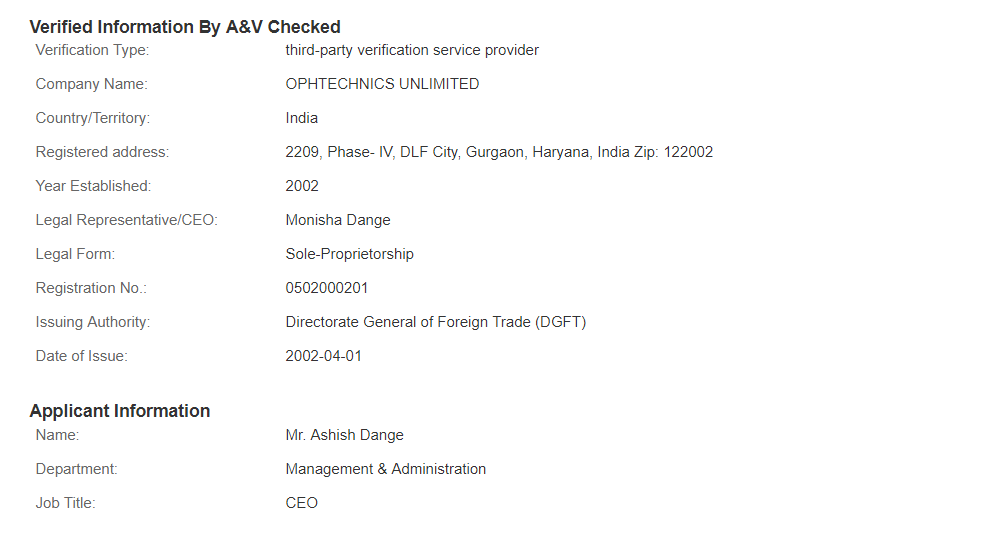 Verified Information By A&V Checked
Verification Type: third-party verification service provider
Company Name: OPHTECHNICS UNLIMITED
Country/Territory: India
Registered address: 2209, Phase- IV, DLF City, Gurgaon, Haryana, India Zip: 122002
Year Established: 2002
Legal Representative/CEO: Monisha Dange
Legal Form: Sole-Proprietorship
Registration No.: 0502000201
Issuing Authority: Directorate General of Foreign Trade (DGFT)
Date of Issue: 2002-04-01
Applicant Information
Name: Mr. Ashish Dange
Department: Management & Administration
Job Title: CEO